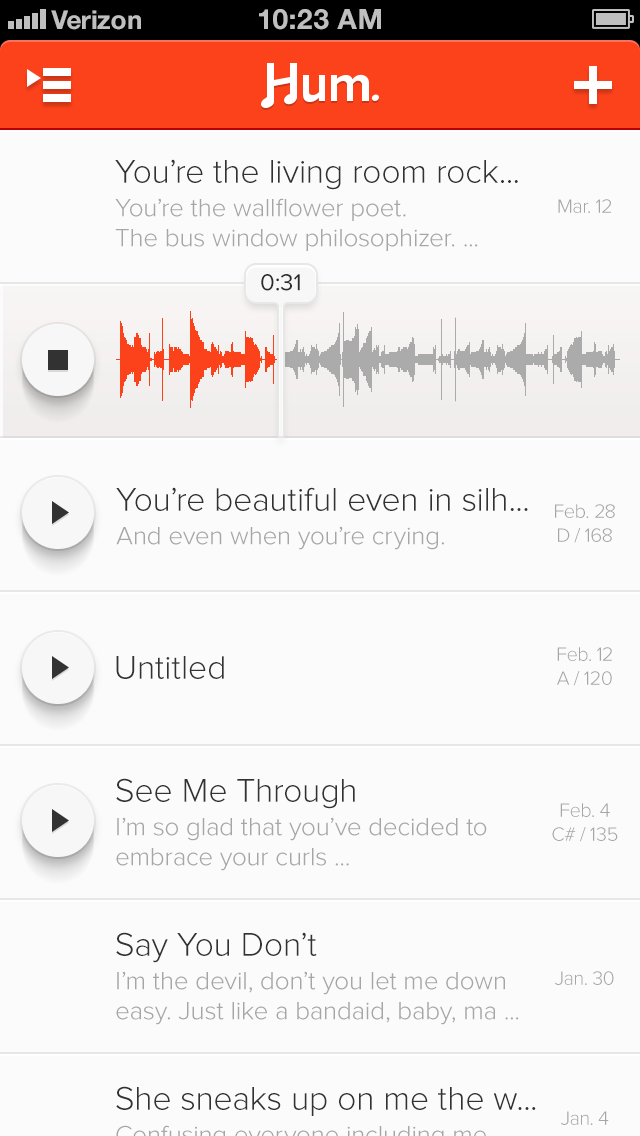 Verizon 10:23 AM
Hum.
You’re the living room rock...
You’re the wallflower poet.
The bus window philosophizer. ...
Mar. 12
0:31
You’re beautiful even in silh...
And even when you’re crying.
Feb. 28
D / 168
Untitled
Feb. 12
A / 120
See Me Through
I’m so glad that you’ve decided to
embrace your curls ...
Feb. 4
C# / 135
Say You Don’t
I’m the devil, don’t you let me down
easy. Just like a bandaid, baby, ma ...
Jan. 30
She sneaks up on me the w...
Confusing everyone including me
Jan. 4